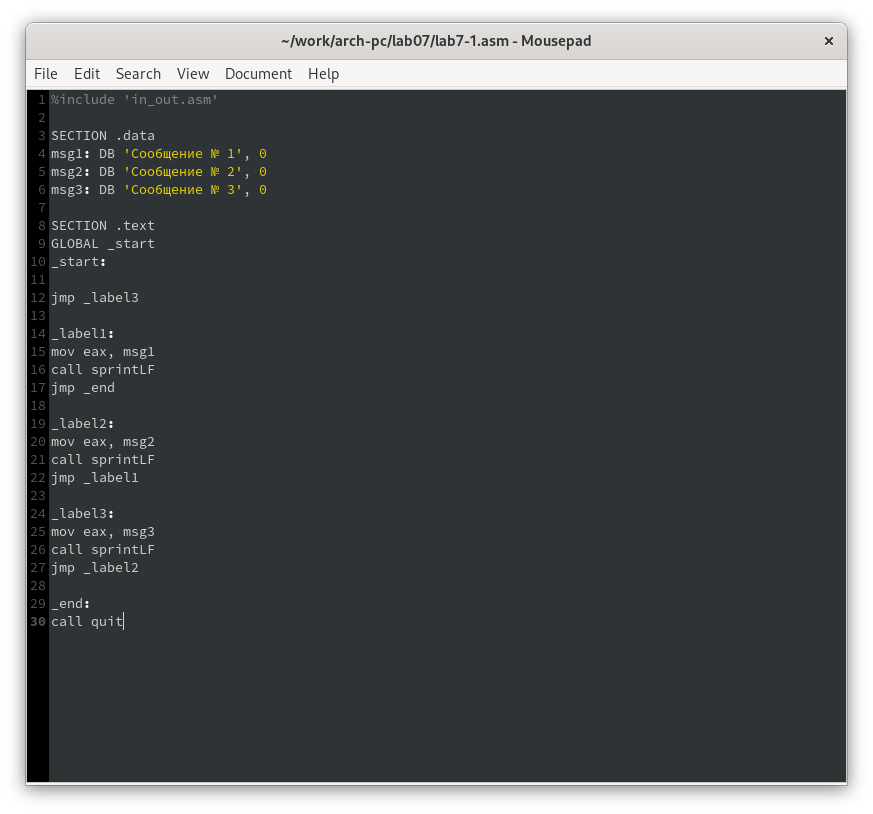 ~/work/arch-pc/lab07/lab7-1.asm - Mousepad ×
File Edit Search View Document Help
1 %include 'in_out.asm'
2
3 SECTION .data
4 msg1: DB 'Сообщение № 1', 0
5 msg2: DB 'Сообщение № 2', 0
6 msg3: DB 'Сообщение № 3', 0
7
8 SECTION .text
9 GLOBAL _start
10 _start:
11
12 jmp _label3
13
14 _label1:
15 mov eax, msg1
16 call sprintLF
17 jmp _end
18
19 _label2:
20 mov eax, msg2
21 call sprintLF
22 jmp _label1
23
24 _label3:
25 mov eax, msg3
26 call sprintLF
27 jmp _label2
28
29 _end:
30 call quit